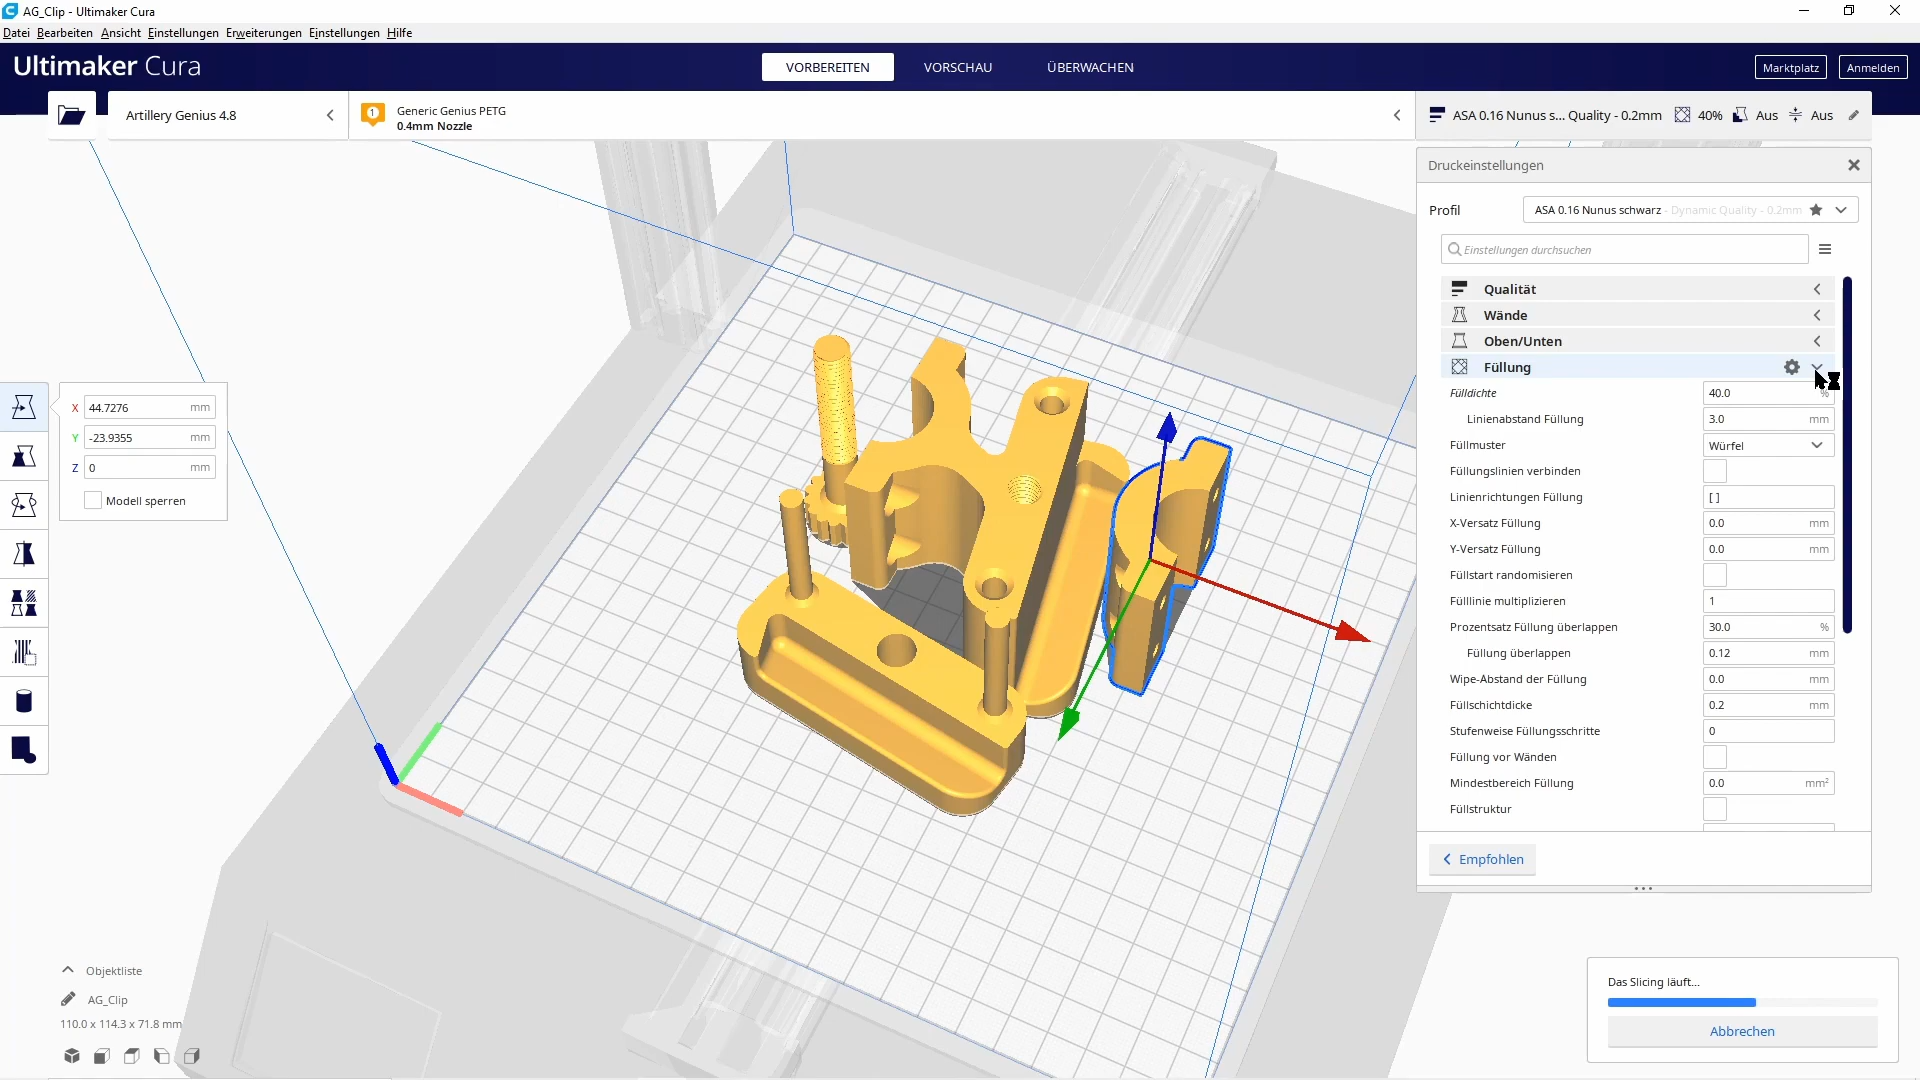 AG_Clip - Ultimaker Cura
Datei Bearbeiten Ansicht Einstellungen Erweiterungen Einstellungen Hilfe
Ultimaker Cura
VORBEREITEN VORSCHAU ÜBERWACHEN
Marktplatz Anmelden
Artillery Genius 4.8
1
Generic Genius PETG
0.4mm Nozzle
ASA 0.16 Nunus s... Quality - 0.2mm 40% Aus Aus
Druckeinstellungen
Profil ASA 0.16 Nunus schwarz - Dynamic Quality - 0.2mm
Einstellungen durchsuchen
Qualität
Wände
Oben/Unten
Füllung
Fülldichte 40.0 %
Linienabstand Füllung 3.0 mm
Füllmuster Würfel
Füllungslinien verbinden
Linienrichtungen Füllung [ ]
X-Versatz Füllung 0.0 mm
Y-Versatz Füllung 0.0 mm
Füllstart randomisieren
Fülllinie multiplizieren 1
Prozentsatz Füllung überlappen 30.0 %
Füllung überlappen 0.12 mm
Wipe-Abstand der Füllung 0.0 mm
Füllschichtdicke 0.2 mm
Stufenweise Füllungsschritte 0
Füllung vor Wänden
Mindestbereich Füllung 0.0 mm²
Füllstruktur
Empfohlen
X 44.7276 mm
Y -23.9355 mm
Z 0 mm
Modell sperren
Objektliste
AG_Clip
110.0 x 114.3 x 71.8 mm
Das Slicing läuft...
Abbrechen